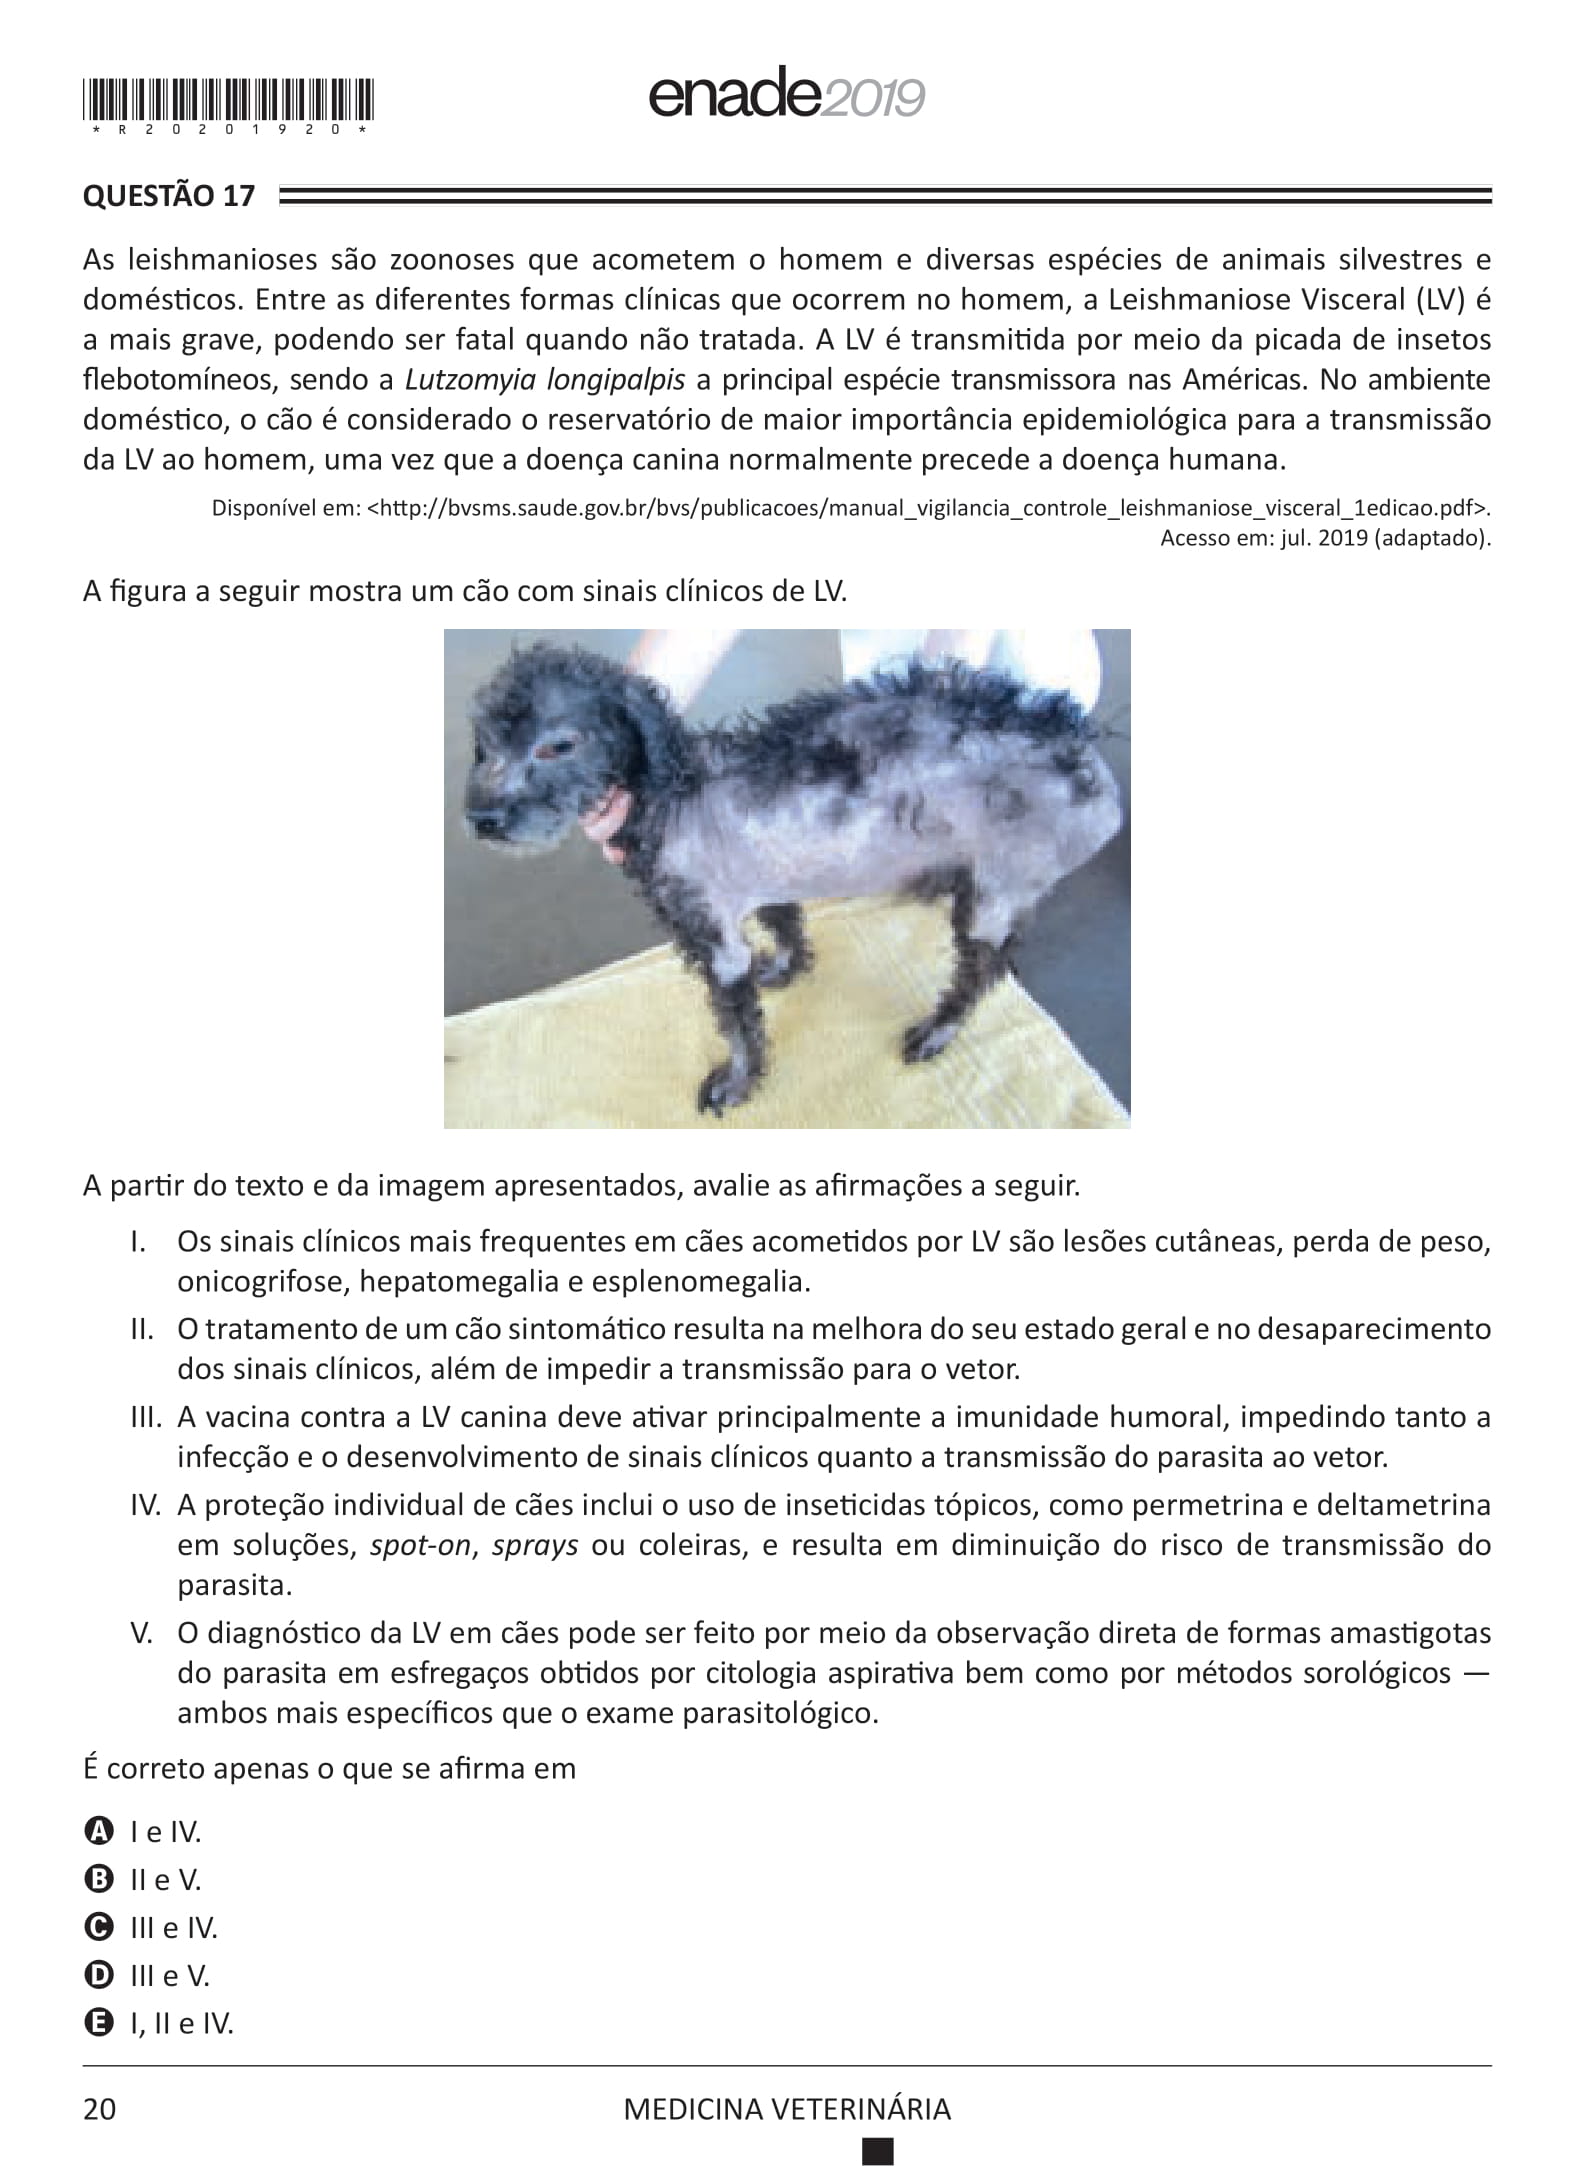 *R20201920*
enade2019
QUESTÃO 17
As leishmanioses são zoonoses que acometem o homem e diversas espécies de animais silvestres e
domésticos. Entre as diferentes formas clínicas que ocorrem no homem, a Leishmaniose Visceral (LV) é
a mais grave, podendo ser fatal quando não tratada. A LV é transmitida por meio da picada de insetos
flebotomíneos, sendo a Lutzomyia longipalpis a principal espécie transmissora nas Américas. No ambiente
doméstico, o cão é considerado o reservatório de maior importância epidemiológica para a transmissão
da LV ao homem, uma vez que a doença canina normalmente precede a doença humana.
Disponível em: <http://bvsms.saude.gov.br/bvs/publicacoes/manual_vigilancia_controle_leishmaniose_visceral_1edicao.pdf>.
Acesso em: jul. 2019 (adaptado).
A figura a seguir mostra um cão com sinais clínicos de LV.
A partir do texto e da imagem apresentados, avalie as afirmações a seguir.
I. Os sinais clínicos mais frequentes em cães acometidos por LV são lesões cutâneas, perda de peso,
onicogrifose, hepatomegalia e esplenomegalia.
II. O tratamento de um cão sintomático resulta na melhora do seu estado geral e no desaparecimento
dos sinais clínicos, além de impedir a transmissão para o vetor.
III. A vacina contra a LV canina deve ativar principalmente a imunidade humoral, impedindo tanto a
infecção e o desenvolvimento de sinais clínicos quanto a transmissão do parasita ao vetor.
IV. A proteção individual de cães inclui o uso de inseticidas tópicos, como permetrina e deltametrina
em soluções, spot-on, sprays ou coleiras, e resulta em diminuição do risco de transmissão do
parasita.
V. O diagnóstico da LV em cães pode ser feito por meio da observação direta de formas amastigotas
do parasita em esfregaços obtidos por citologia aspirativa bem como por métodos sorológicos —
ambos mais específicos que o exame parasitológico.
É correto apenas o que se afirma em
A I e IV.
B II e V.
C III e IV.
D III e V.
E I, II e IV.
20
MEDICINA VETERINÁRIA